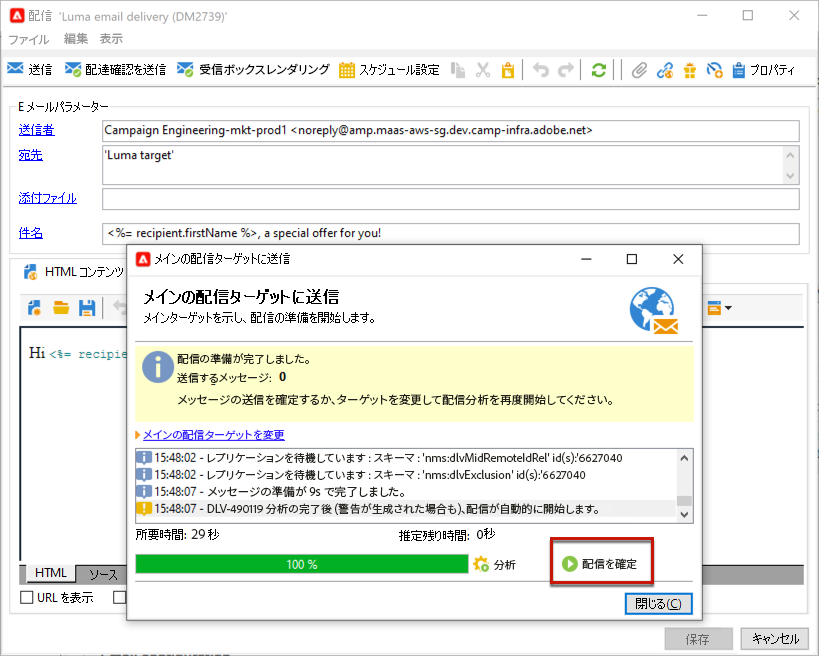 配信 'Luma email delivery (DM2739)'
ファイル 編集 表示
送信 配達確認を送信 受信ボックスレンダリング スケジュール設定 プロパティ
Eメールパラメーター
送信者 Campaign Engineering-mkt-prod1 <noreply@amp.maas-aws-sg.dev.camp-infra.adobe.net>
宛先 'Luma target'
添付ファイル
件名 <%= recipient.firstName %>, a special offer for you!
HTML コンテンツ
Hi <%= recipie
メインの配信ターゲットに送信
メインの配信ターゲットに送信
メインターゲットを示し、配信の準備を開始します。
配信の準備が完了しました。
送信するメッセージ: 0
メッセージの送信を確定するか、ターゲットを変更して配信分析を再度開始してください。
メインの配信ターゲットを変更
15:48:02 - レプリケーションを待機しています : スキーマ : 'nms:dlvMidRemoteIdRel' id(s):'6627040
15:48:02 - レプリケーションを待機しています : スキーマ : 'nms:dlvExclusion' id(s):'6627040
15:48:07 - メッセージの準備が 9s で完了しました。
15:48:07 - DLV-490119 分析の完了後 (警告が生成された場合も)、配信が自動的に開始します。
所要時間: 29 秒 推定残り時間: 0秒
100 % 分析 配信を確定
閉じる(C)
HTML ソース
URL を表示
保存 キャンセル